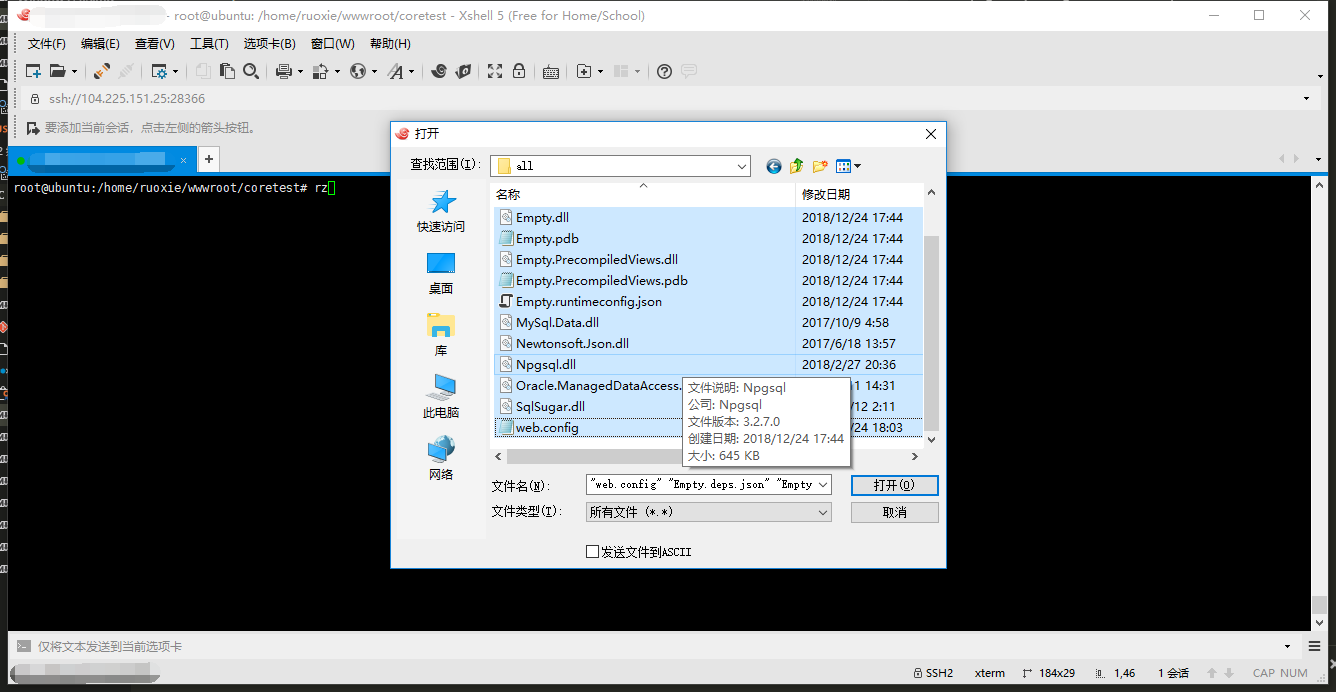 - root@ubuntu: /home/ruoxie/wwwroot/coretest - Xshell 5 (Free for Home/School)
文件(F) 编辑(E) 查看(V) 工具(T) 选项卡(B) 窗口(W) 帮助(H)
ssh://104.225.151.25:28366
要添加当前会话，点击左侧的箭头按钮。
root@ubuntu:/home/ruoxie/wwwroot/coretest# rz
打开
查找范围(I): all
快速访问
桌面
库
此电脑
网络
名称 修改日期
Empty.dll 2018/12/24 17:44
Empty.pdb 2018/12/24 17:44
Empty.PrecompiledViews.dll 2018/12/24 17:44
Empty.PrecompiledViews.pdb 2018/12/24 17:44
Empty.runtimeconfig.json 2018/12/24 17:44
MySql.Data.dll 2017/10/9 4:58
Newtonsoft.Json.dll 2017/6/18 13:57
Npgsql.dll 2018/2/27 20:36
Oracle.ManagedDataAccess. 1 14:31
SqlSugar.dll /12 2:11
web.config /24 18:03
文件说明: Npgsql
公司: Npgsql
文件版本: 3.2.7.0
创建日期: 2018/12/24 17:44
大小: 645 KB
文件名(N): "web.config" "Empty.deps.json" "Empty 打开(O)
文件类型(T): 所有文件 (*.*) 取消
发送文件到ASCII
仅将文本发送到当前选项卡
SSH2 xterm 184x29 1,46 1 会话 CAP NUM